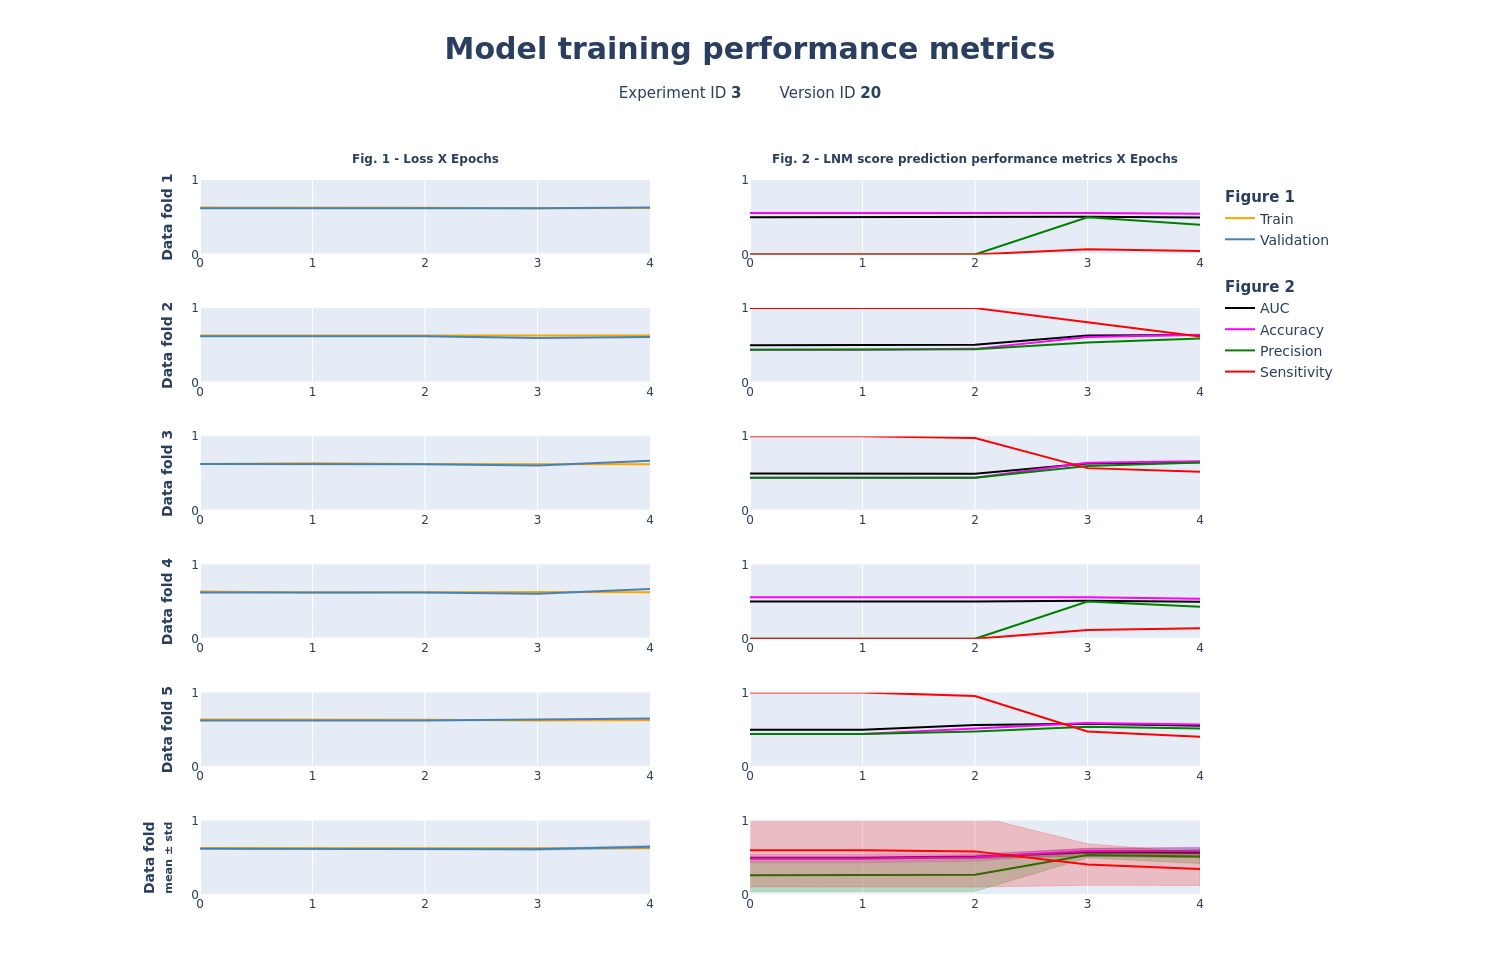 Model training performance metrics
Experiment ID 3 Version ID 20
Fig. 1 - Loss X Epochs
Fig. 2 - LNM score prediction performance metrics X Epochs
Data fold 1
1
0
0 1 2 3 4
1
0
0 1 2 3 4
Figure 1
Train
Validation
Figure 2
AUC
Accuracy
Precision
Sensitivity
Data fold 2
1
0
0 1 2 3 4
1
0
0 1 2 3 4
Data fold 3
1
0
0 1 2 3 4
1
0
0 1 2 3 4
Data fold 4
1
0
0 1 2 3 4
1
0
0 1 2 3 4
Data fold 5
1
0
0 1 2 3 4
1
0
0 1 2 3 4
Data fold
mean ± std
1
0
0 1 2 3 4
1
0
0 1 2 3 4